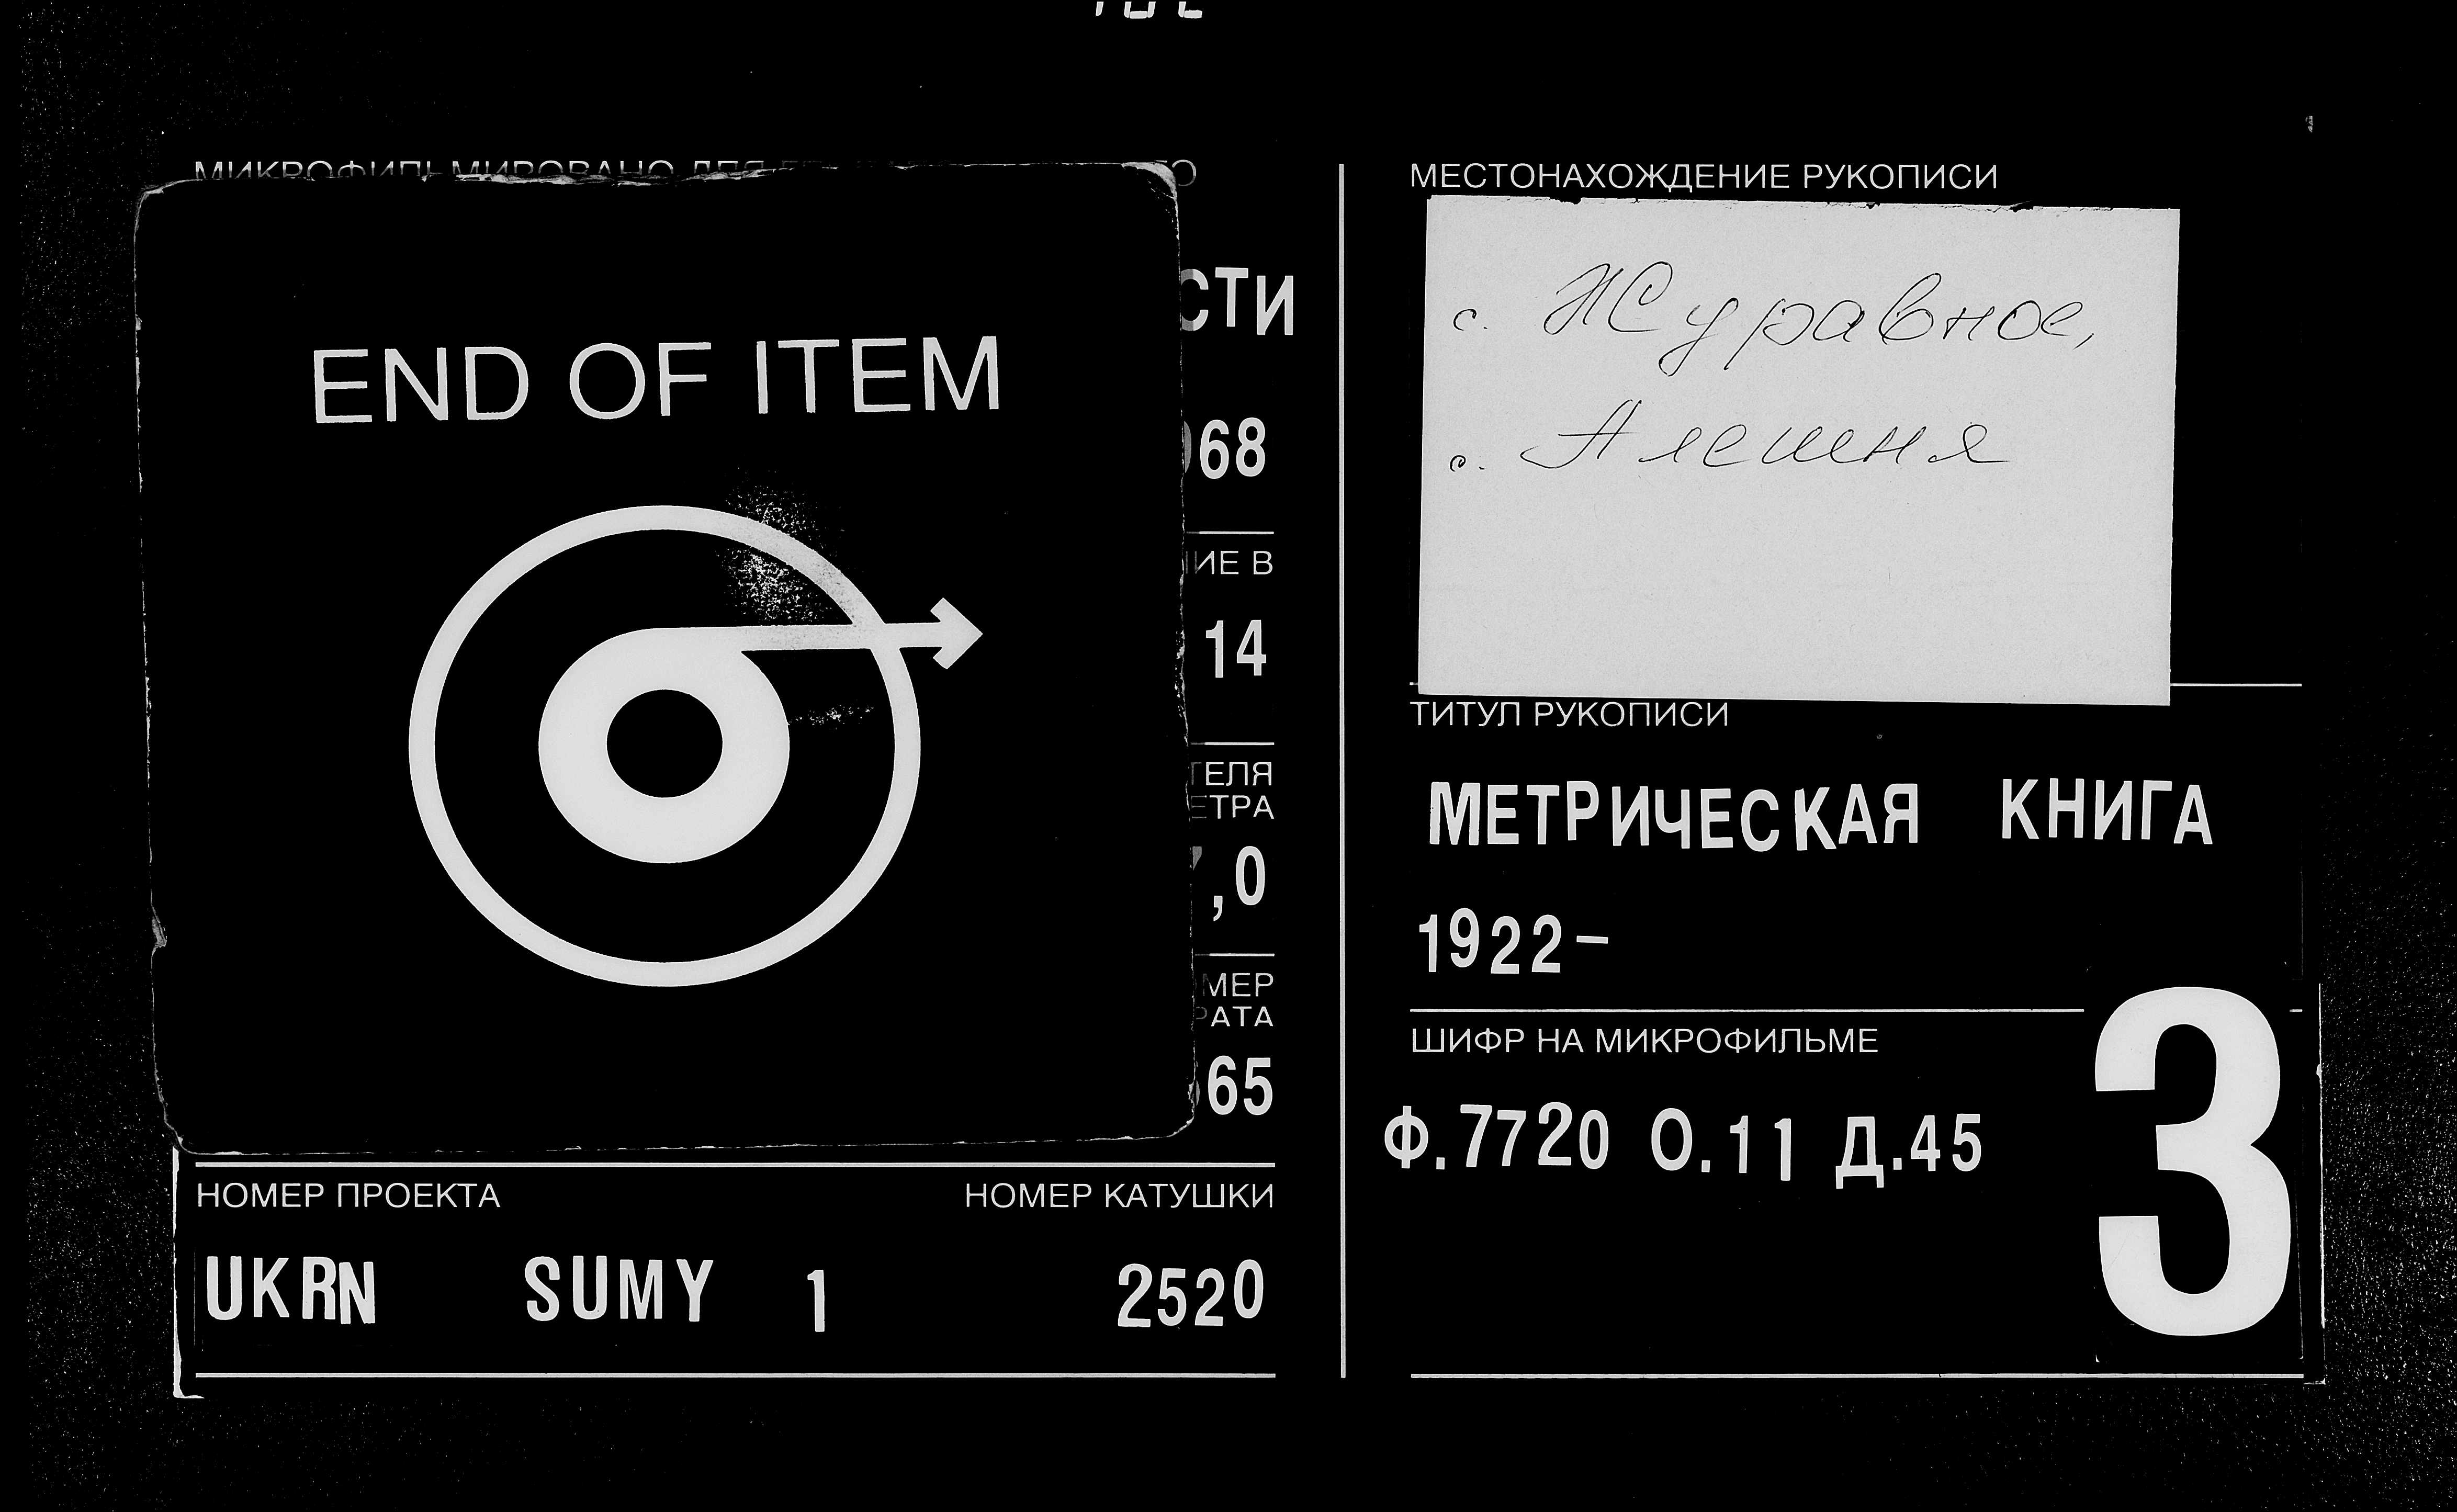 END OF ITEM
СТИ
68
ИЕ В
14
ТЕЛЯ
ЕТРА
,0
МЕР
РАТА
65
НОМЕР ПРОЕКТА НОМЕР КАТУШКИ
UKRN SUMY 1 2520
МЕСТОНАХОЖДЕНИЕ РУКОПИСИ
с. Журавное,
с. Алешня
ТИТУЛ РУКОПИСИ
МЕТРИЧЕСКАЯ КНИГА
1922-
ШИФР НА МИКРОФИЛЬМЕ
Ф.7720 О.11 Д.45
3